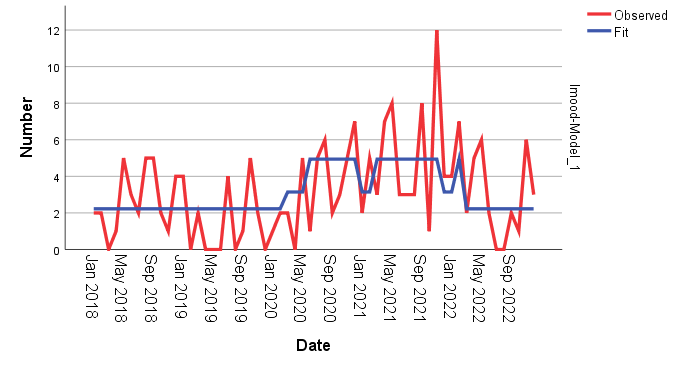 Observed
Fit
12
10
8
6
4
2
0
Number
lmood-Model_1
Jan 2018
May 2018
Sep 2018
Jan 2019
May 2019
Sep 2019
Jan 2020
May 2020
Sep 2020
Jan 2021
May 2021
Sep 2021
Jan 2022
May 2022
Sep 2022
Date